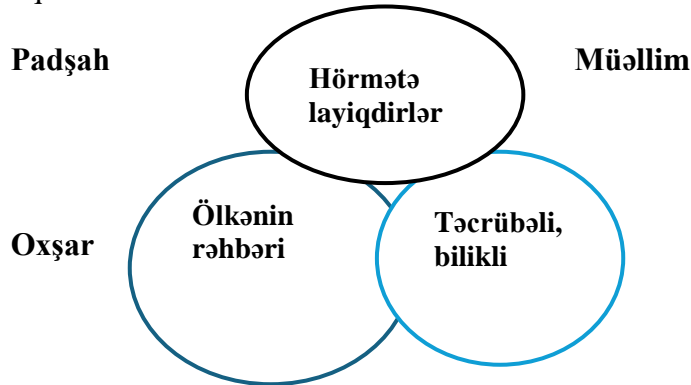 Padşah
Müəllim
Hörmətə
layiqdirlər
Ölkənin
rəhbəri
Təcrübəli,
bilikli
Oxşar